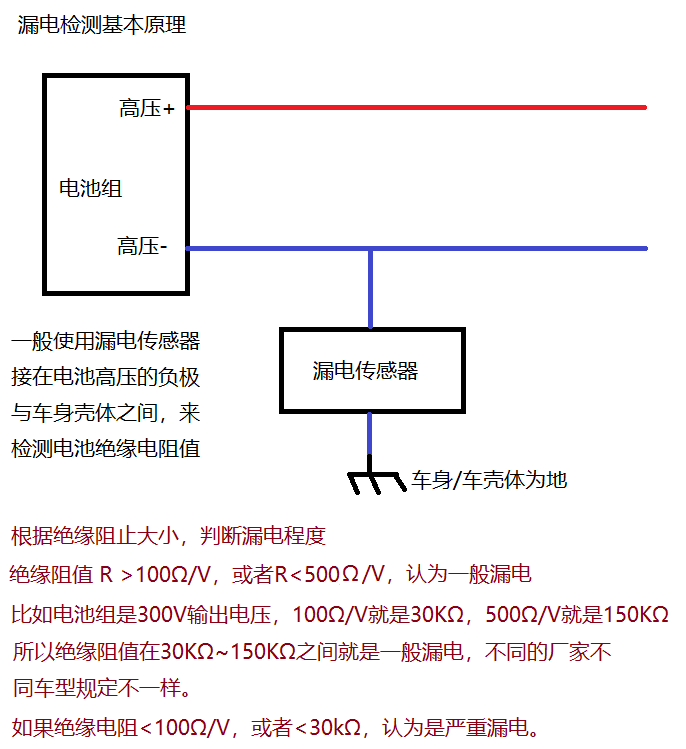 漏电检测基本原理
高压+
电池组
高压-
一般使用漏电传感器
接在电池高压的负极
与车身壳体之间，来
检测电池绝缘电阻值
漏电传感器
车身/车壳体为地
根据绝缘阻止大小，判断漏电程度
绝缘阻值 R >100Ω/V，或者R<500Ω/V，认为一般漏电
比如电池组是300V输出电压，100Ω/V就是30KΩ，500Ω/V就是150KΩ
所以绝缘阻值在30KΩ~150KΩ之间就是一般漏电，不同的厂家不
同车型规定不一样。
如果绝缘电阻<100Ω/V，或者<30kΩ，认为是严重漏电。